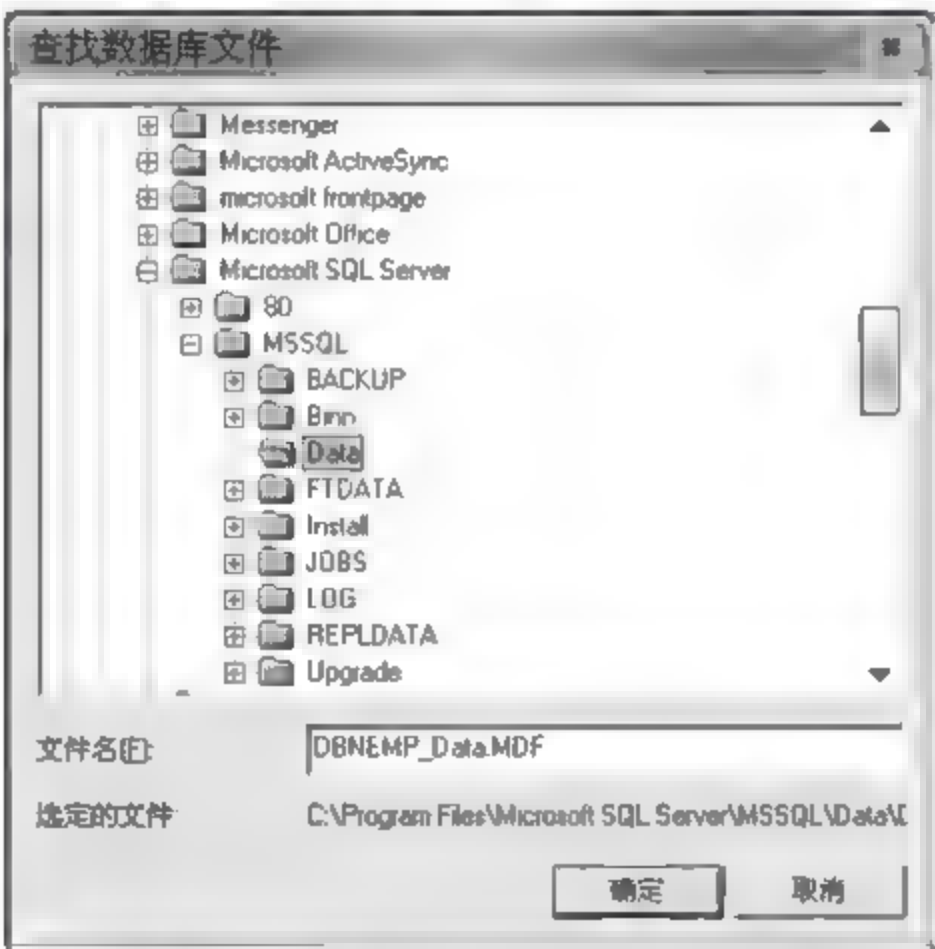 查找数据库文件
Messenger
Microsoft ActiveSync
microsoft frontpage
Microsoft Office
Microsoft SQL Server
80
MSSQL
BACKUP
Binn
Data
FTDATA
Install
JOBS
LOG
REPLDATA
Upgrade
文件名(F): DBNEMP_Data.MDF
选定的文件 C:\Program Files\Microsoft SQL Server\MSSQL\Data\D
确定 取消